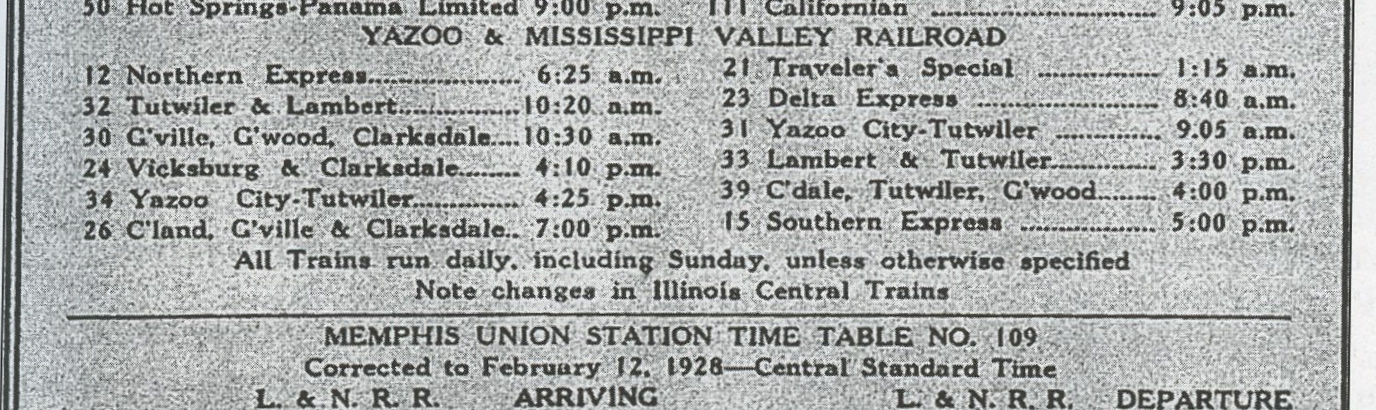 50 Hot Springs-Panama Limited 9:00 p.m. 111 Californian ........................ 9:05 p.m.
YAZOO & MISSISSIPPI VALLEY RAILROAD
12 Northern Express.................... 6:25 a.m.
32 Tutwiler & Lambert................10:20 a.m.
30 G'ville, G'wood, Clarksdale....10:30 a.m.
24 Vicksburg & Clarksdale........ 4:10 p.m.
34 Yazoo City-Tutwiler.............. 4:25 p.m.
26 C'land, G'ville & Clarksdale.. 7:00 p.m.
21 Traveler's Special ................ 1:15 a.m.
23 Delta Express ........................ 8:40 a.m.
31 Yazoo City-Tutwiler .............. 9.05 a.m.
33 Lambert & Tutwiler.............. 3:30 p.m.
39 C'dale, Tutwiler, G'wood........ 4:00 p.m.
15 Southern Express .................. 5:00 p.m.
All Trains run daily, including Sunday, unless otherwise specified
Note changes in Illinois Central Trains
MEMPHIS UNION STATION TIME TABLE NO. 109
Corrected to February 12, 1928—Central Standard Time
L. & N. R. R. ARRIVING L. & N. R. R. DEPARTURE